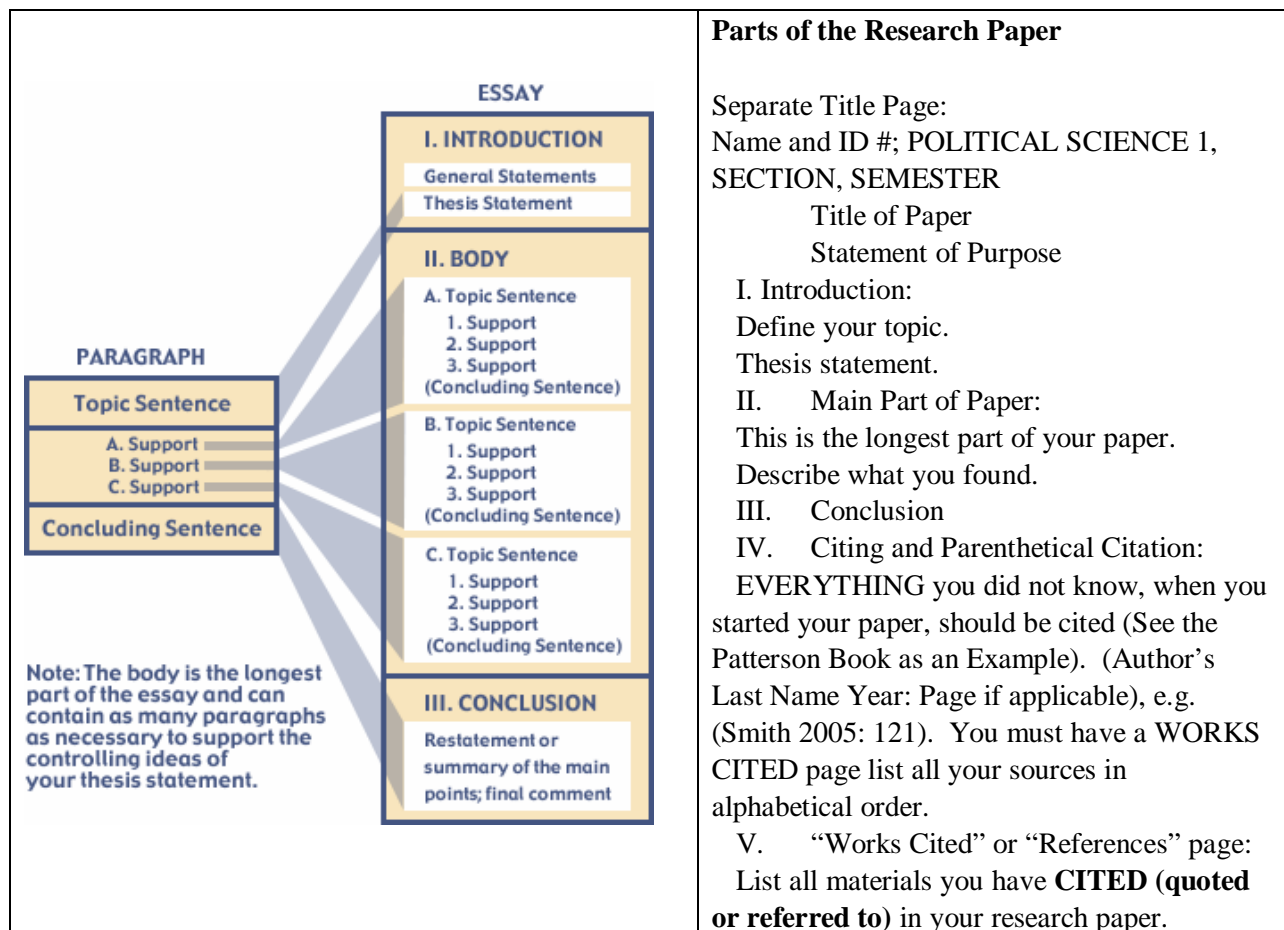 PARAGRAPH
Topic Sentence
A. Support
B. Support
C. Support
Concluding Sentence
Note: The body is the longest
part of the essay and can
contain as many paragraphs
as necessary to support the
controlling ideas of
your thesis statement.
ESSAY
I. INTRODUCTION
General Statements
Thesis Statement
II. BODY
A. Topic Sentence
1. Support
2. Support
3. Support
(Concluding Sentence)
B. Topic Sentence
1. Support
2. Support
3. Support
(Concluding Sentence)
C. Topic Sentence
1. Support
2. Support
3. Support
(Concluding Sentence)
III. CONCLUSION
Restatement or
summary of the main
points; final comment
Parts of the Research Paper
Separate Title Page:
Name and ID #; POLITICAL SCIENCE 1,
SECTION, SEMESTER
Title of Paper
Statement of Purpose
I. Introduction:
Define your topic.
Thesis statement.
II. Main Part of Paper:
This is the longest part of your paper.
Describe what you found.
III. Conclusion
IV. Citing and Parenthetical Citation:
EVERYTHING you did not know, when you
started your paper, should be cited (See the
Patterson Book as an Example). (Author's
Last Name Year: Page if applicable), e.g.
(Smith 2005: 121). You must have a WORKS
CITED page list all your sources in
alphabetical order.
V. “Works Cited” or “References” page:
List all materials you have CITED (quoted
or referred to) in your research paper.